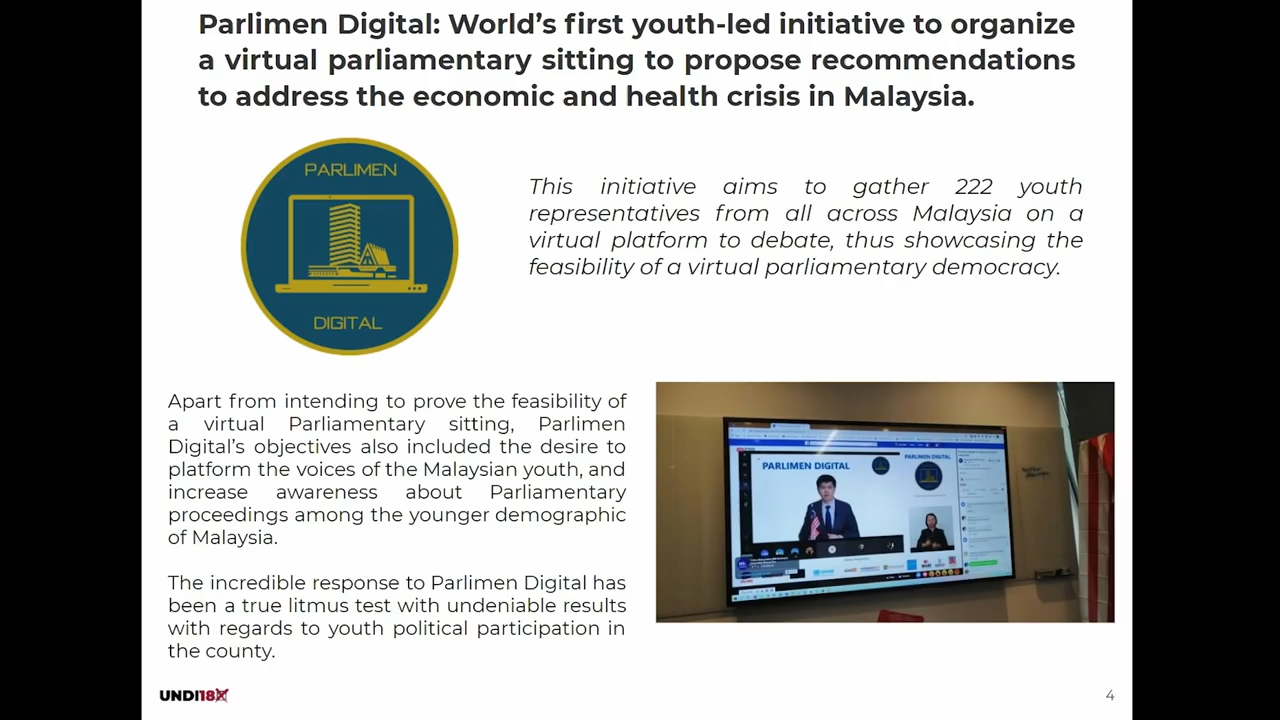 Parlimen Digital: World's first youth-led initiative to organize
a virtual parliamentary sitting to propose recommendations
to address the economic and health crisis in Malaysia.
PARLIMEN
DIGITAL
This initiative aims to gather 222 youth
representatives from all across Malaysia on a
virtual platform to debate, thus showcasing the
feasibility of a virtual parliamentary democracy.
Apart from intending to prove the feasibility of
a virtual Parliamentary sitting, Parlimen
Digital's objectives also included the desire to
platform the voices of the Malaysian youth, and
increase awareness about Parliamentary
proceedings among the younger demographic
of Malaysia.
The incedible response to Parlimen Digital has
been a true litmus test with undeniable results
with regards to youth political participation in
the county.
PARLIMEN DIGITAL
PARLIMEN DIGITAL
UNDI18
4